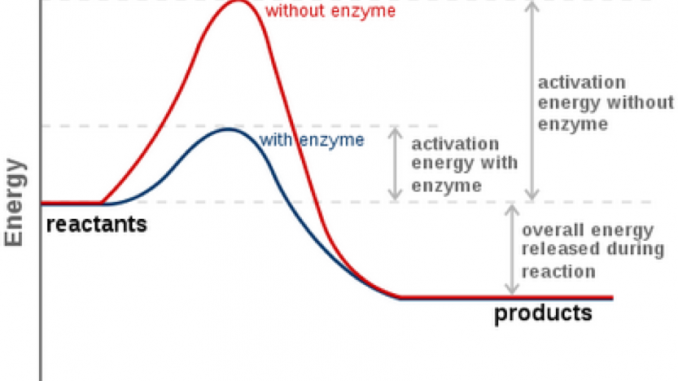 without enzyme
activation
energy without
enzyme
with enzyme
activation
energy with
enzyme
Energy
reactants
overall energy
released during
reaction
products